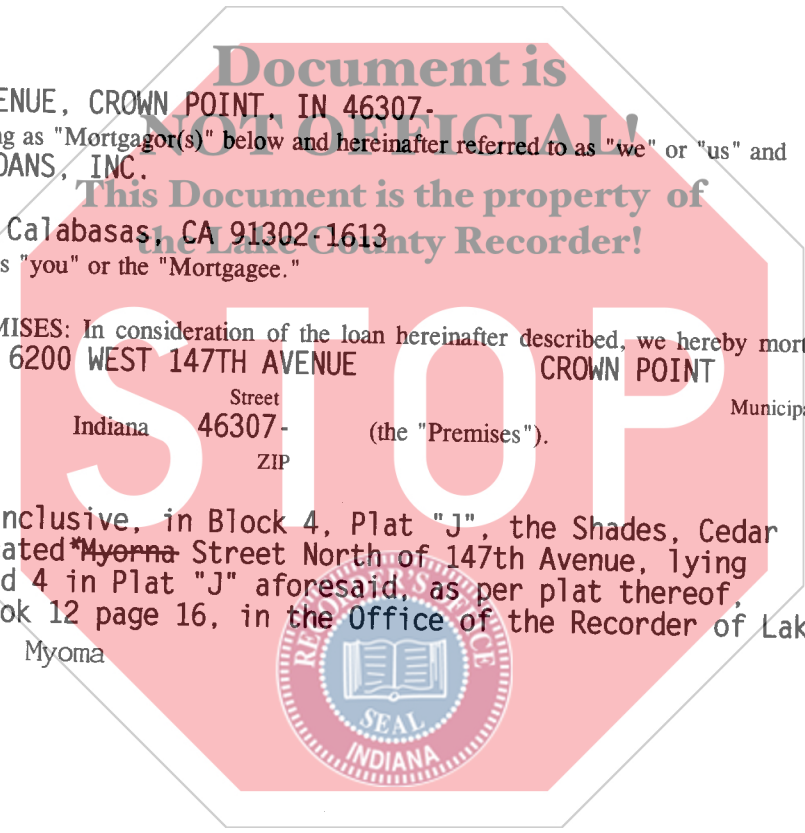 Document is
ENUE, CROWN POINT, IN 46307-
NOT OFFICIAL!
ng as "Mortgagor(s)" below and hereinafter referred to as "we" or "us" and
OANS, INC.
This Document is the property of
Calabasas, CA 91302-1613
the Lake County Recorder!
s "you" or the "Mortgagee."
MISES: In consideration of the loan hereinafter described, we hereby mort
6200 WEST 147TH AVENUE CROWN POINT
Street Municipa
Indiana 46307- (the "Premises").
ZIP
STOP
nclusive, in Block 4, Plat "J", the Shades, Cedar
ated *Myorna Street North of 147th Avenue, lying
d 4 in Plat "J" aforesaid, as per plat thereof,
ok 12 page 16, in the Office of the Recorder of Lak
Myoma
RECORDER'S OFFICE
SEAL
INDIANA